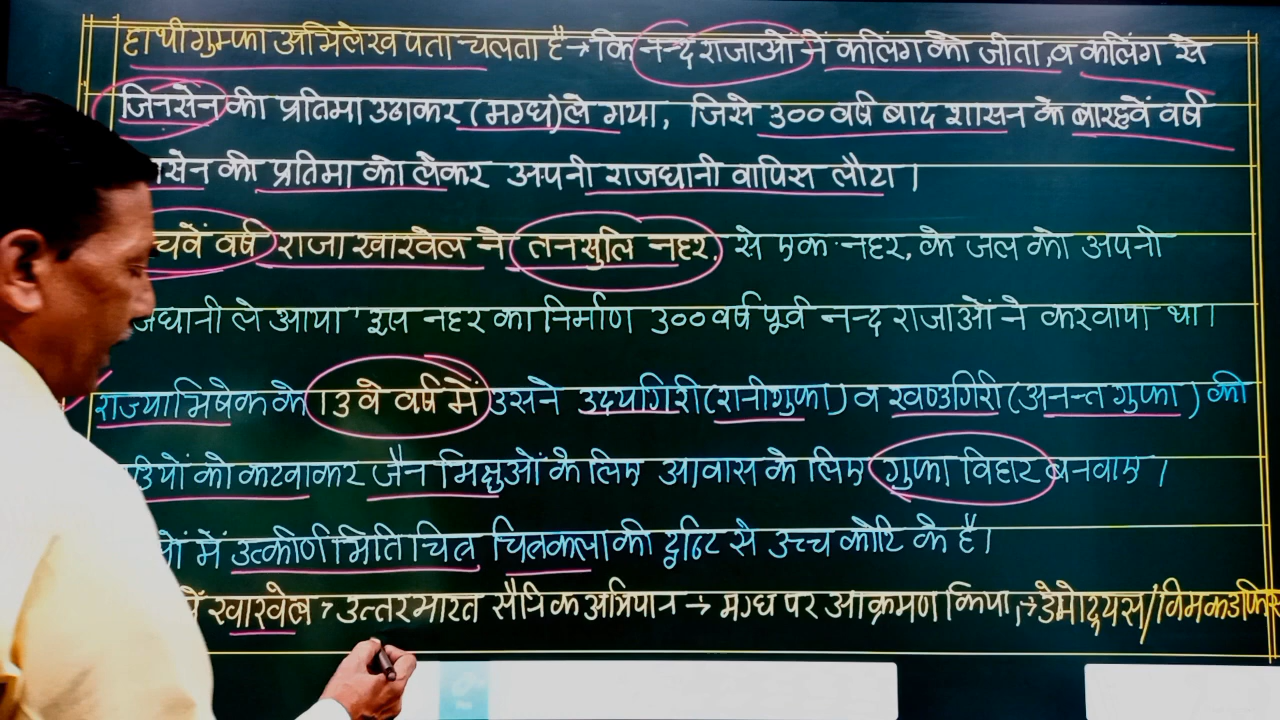 हाथीगुम्फा अभिलेख पता चलता है → कि नन्द राजाओं ने कलिंग को जीता, व कलिंग से
जिनसेन की प्रतिमा उठाकर (मगध) ले गया, जिसे 300 वर्ष बाद शासन के बारहवें वर्ष
सेन की प्रतिमा को लेकर अपनी राजधानी वापिस लौटा ।
चवें वर्ष राजा खारवेल ने तनसुलि नहर. से एक नहर, के जल को अपनी
जधानी ले आया ' इस नहर का निर्माण 300 वर्ष पूर्व नन्द राजाओं ने करवाया था ।
राज्याभिषेक के 13 वे वर्ष में उसने उदयगिरी (रानीगुफा) व खण्डगिरी (अनन्त गुफा) की
डियों को कटवाकर जैन भिक्षुओं के लिए आवास के लिए गुफा विहार बनवाए ।
ओं में उत्कीर्ण भिति चित्र चित्रकला की दृष्टि से उच्च कोटि के है ।
में खारवेल → उत्तर भारत सैनिक अभियान → मगध पर आक्रमण किया → डेमोट्रियस/विमकडफिस